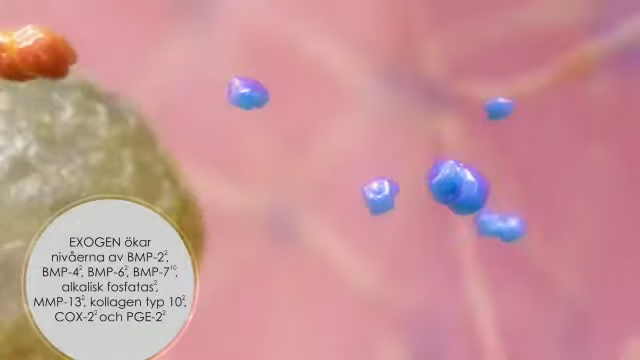 EXOGEN ökar
nivåerna av BMP-2²,
BMP-4², BMP-6², BMP-7¹⁰,
alkalisk fosfatas²,
MMP-13², kollagen typ 10²,
COX-2² och PGE-2²